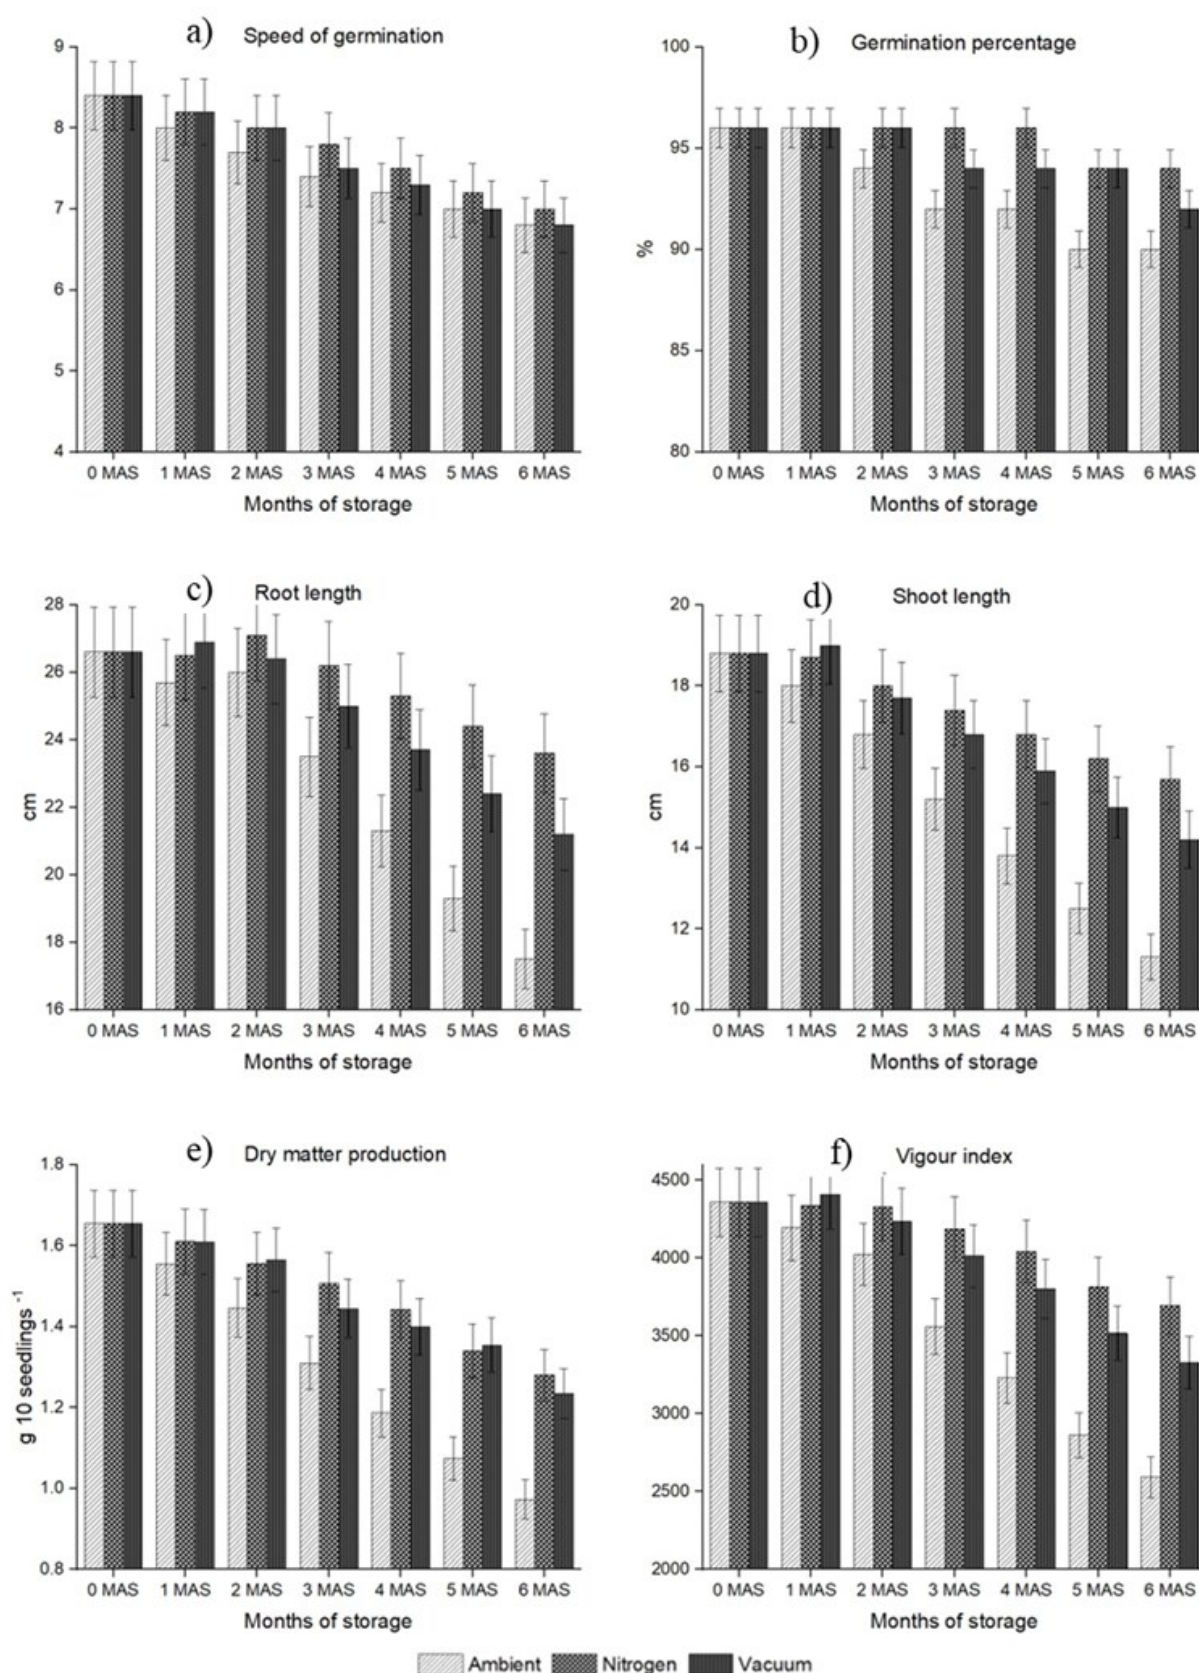 a) Speed of germination
9
8
7
6
5
4
0 MAS 1 MAS 2 MAS 3 MAS 4 MAS 5 MAS 6 MAS
Months of storage
b) Germination percentage
100
95
90
85
80
%
0 MAS 1 MAS 2 MAS 3 MAS 4 MAS 5 MAS 6 MAS
Months of storage
c) Root length
28
26
24
22
20
18
16
cm
0 MAS 1 MAS 2 MAS 3 MAS 4 MAS 5 MAS 6 MAS
Months of storage
d) Shoot length
20
18
16
14
12
10
cm
0 MAS 1 MAS 2 MAS 3 MAS 4 MAS 5 MAS 6 MAS
Months of storage
e) Dry matter production
1.8
1.6
1.4
1.2
1.0
0.8
g 10 seedlings ⁻¹
0 MAS 1 MAS 2 MAS 3 MAS 4 MAS 5 MAS 6 MAS
Months of storage
f) Vigour index
4500
4000
3500
3000
2500
2000
0 MAS 1 MAS 2 MAS 3 MAS 4 MAS 5 MAS 6 MAS
Months of storage
Ambient Nitrogen Vacuum